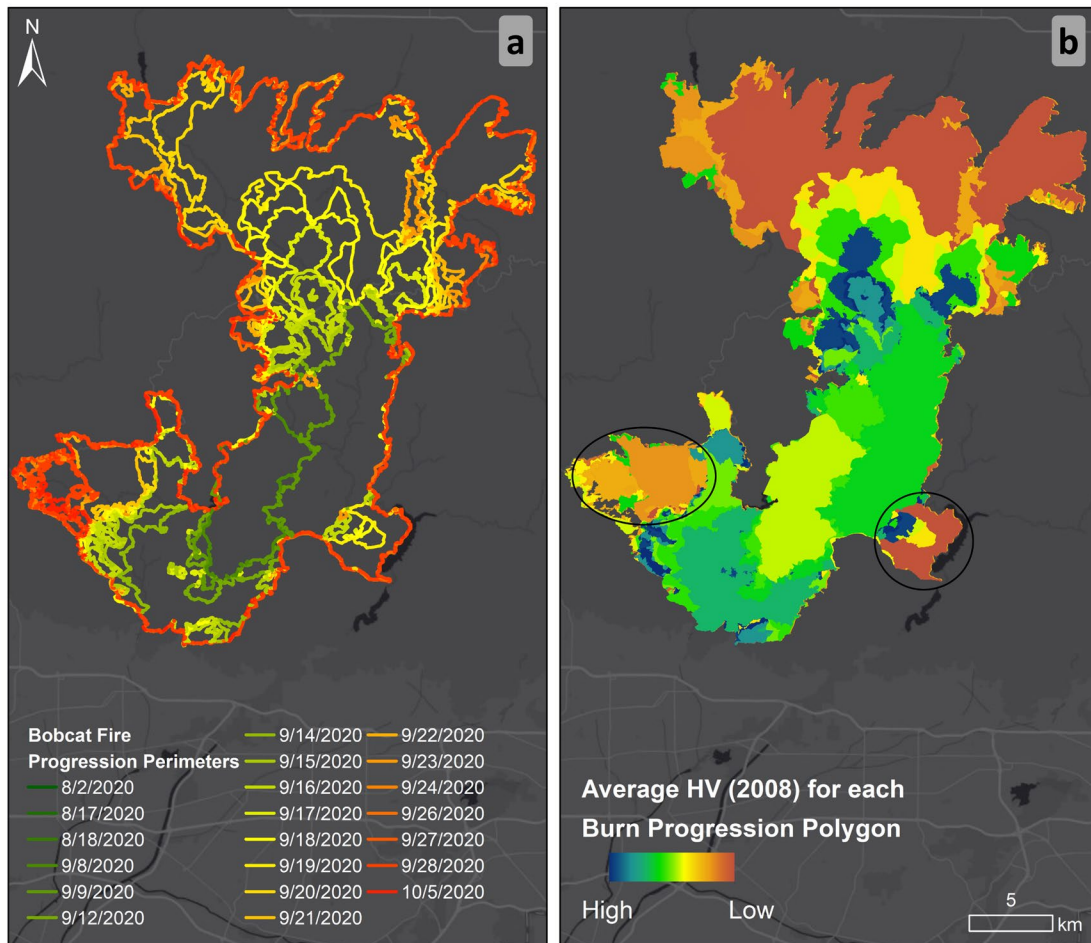 N
a
Bobcat Fire
Progression Perimeters
8/2/2020
8/17/2020
8/18/2020
9/8/2020
9/9/2020
9/12/2020
9/14/2020
9/15/2020
9/16/2020
9/17/2020
9/18/2020
9/19/2020
9/20/2020
9/21/2020
9/22/2020
9/23/2020
9/24/2020
9/26/2020
9/27/2020
9/28/2020
10/5/2020
b
Average HV (2008) for each
Burn Progression Polygon
High Low
5
km